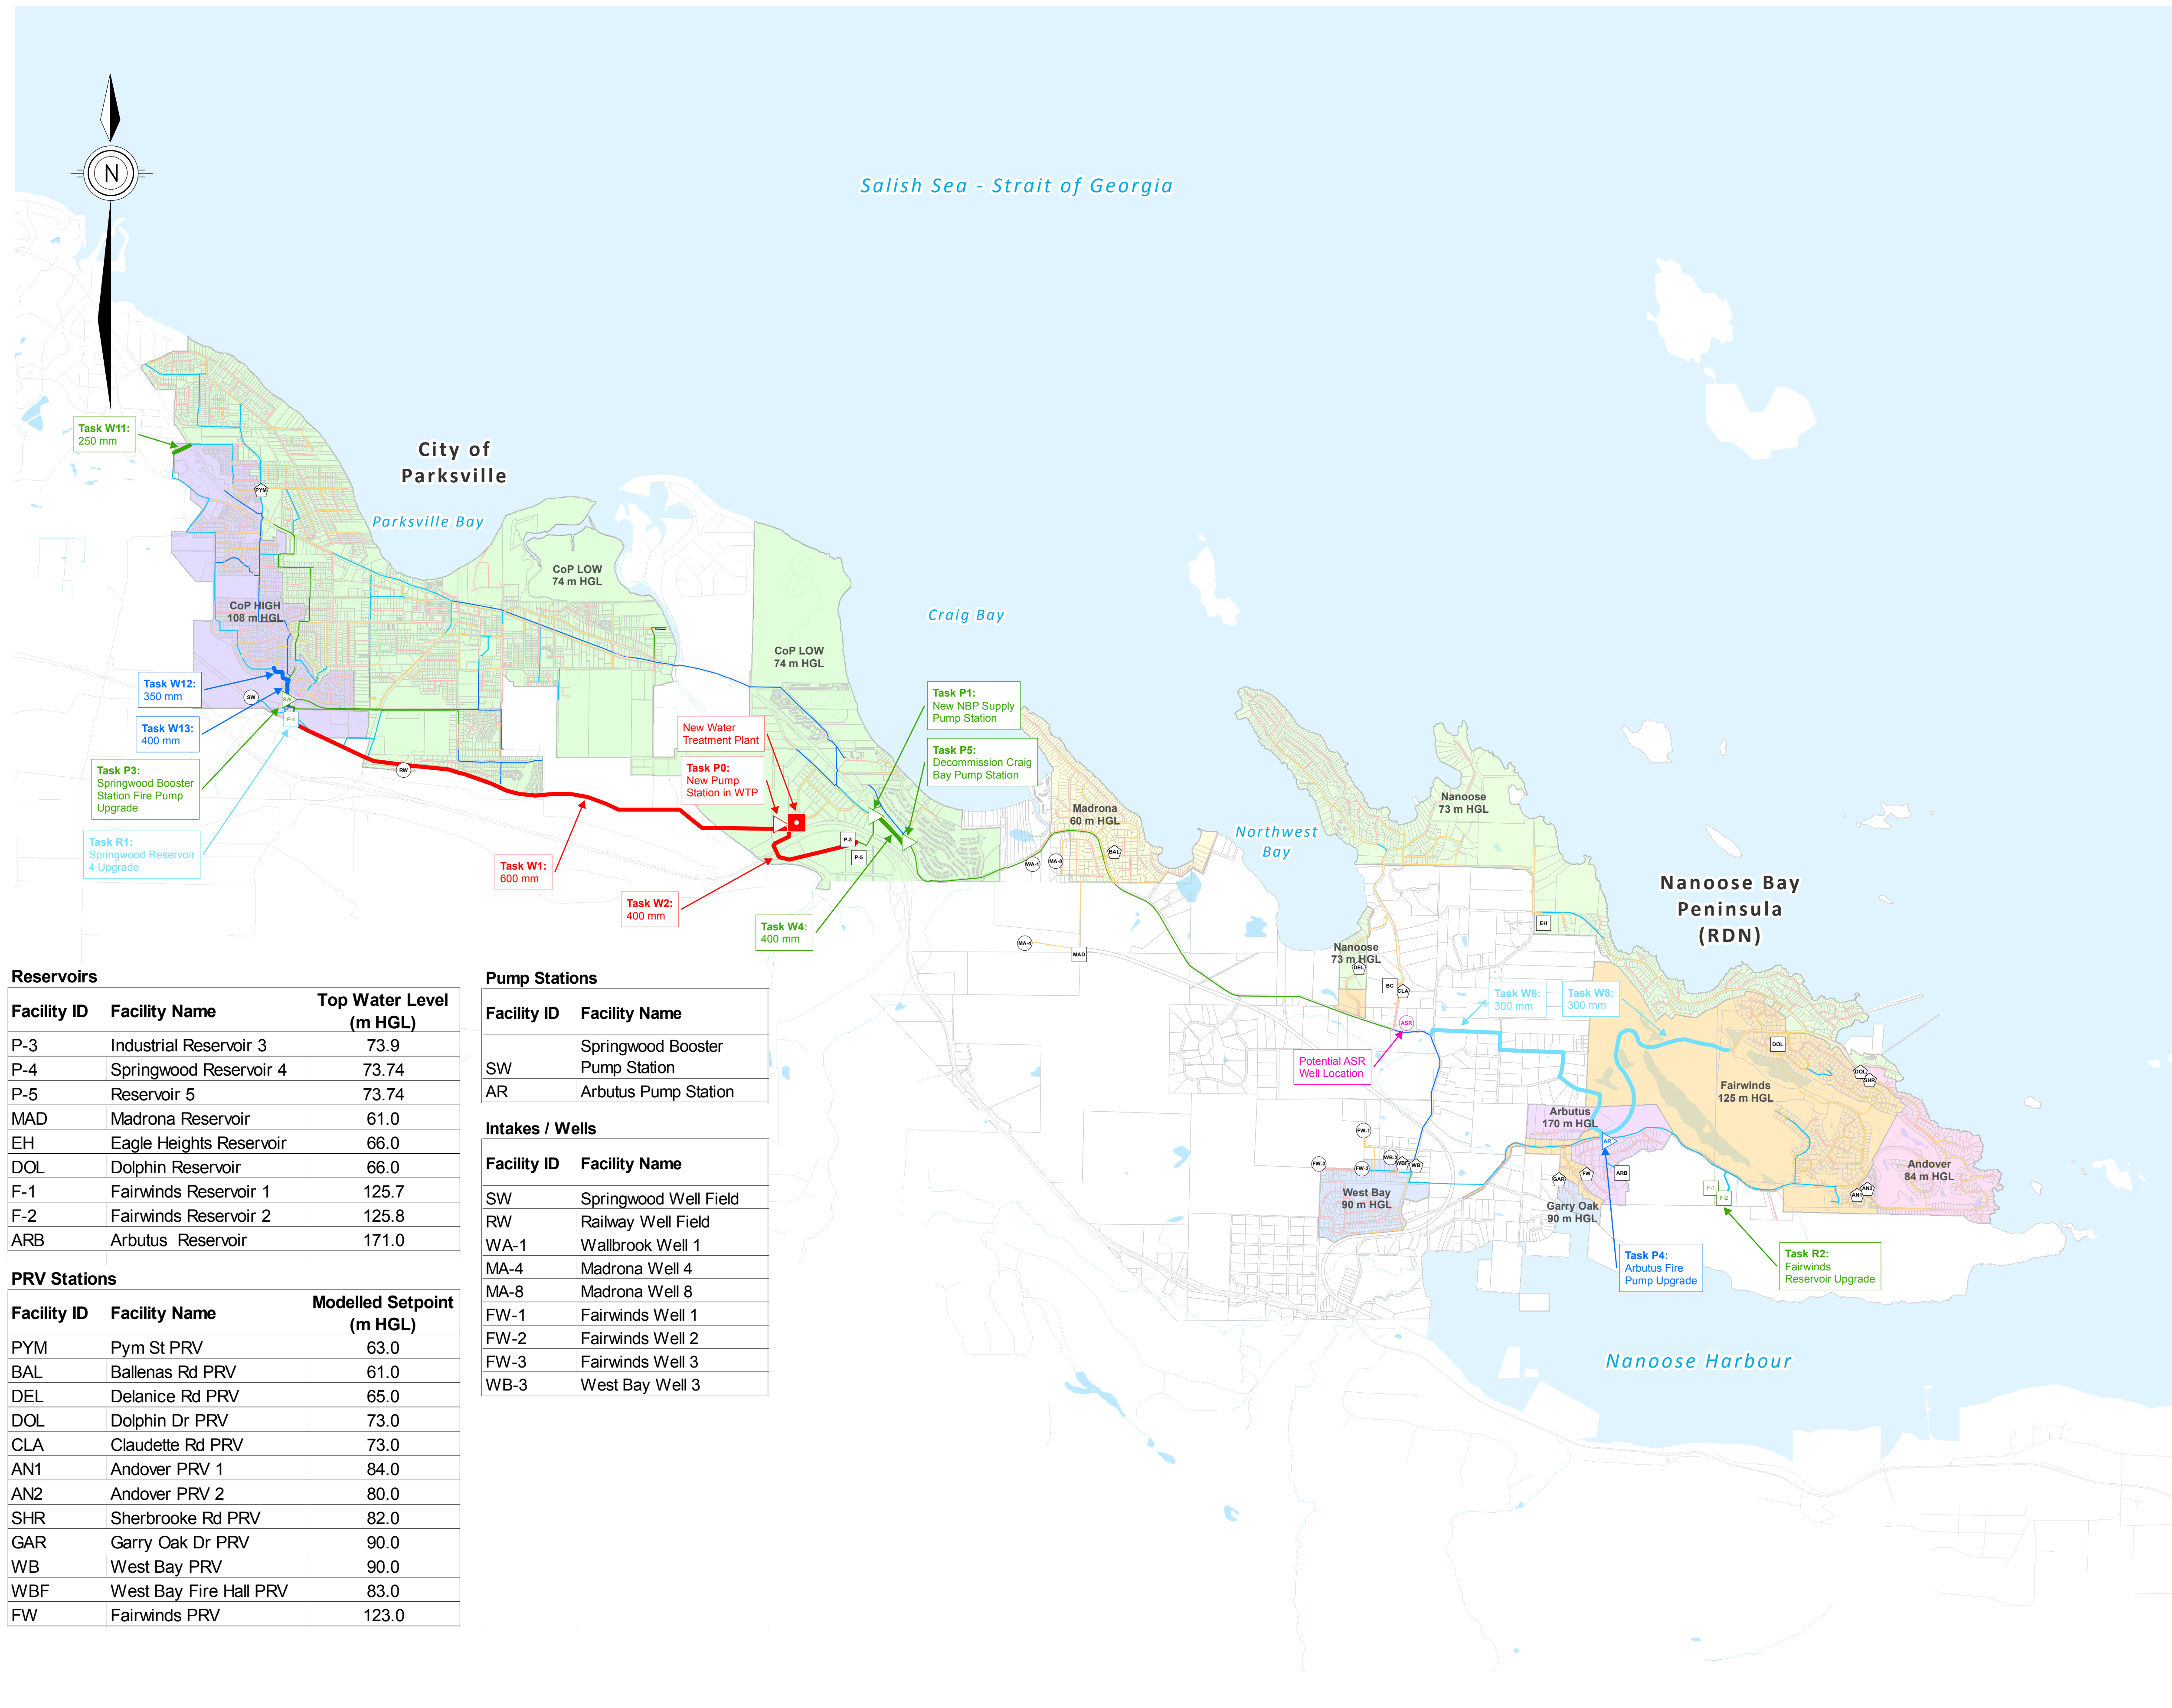 N
Salish Sea - Strait of Georgia
City of
Parksville
Parksville Bay
Task W11:
250 mm
PYM
CoP LOW
74 m HGL
CoP HIGH
108 m HGL
Craig Bay
CoP LOW
74 m HGL
Task W12:
350 mm
SW
SW
P-4
Task W13:
400 mm
Task P3:
Springwood Booster
Station Fire Pump
Upgrade
Task R1:
Springwood Reservoir
4 Upgrade
RW
New Water
Treatment Plant
Task P0:
New Pump
Station in WTP
Task P1:
New NBP Supply
Pump Station
Task P5:
Decommission Craig
Bay Pump Station
Task W1:
600 mm
Task W2:
400 mm
Task W4:
400 mm
P-3
P-5
WA-1
MA-8
BAL
Madrona
60 m HGL
MA-4
MAD
Northwest
Bay
Nanoose
73 m HGL
Nanoose Bay
Peninsula
(RDN)
EH
Nanoose
73 m HGL
DEL
BC
CLA
ASR
Potential ASR
Well Location
Task W6:
300 mm
Task W8:
300 mm
DOL
DOL
SHR
Fairwinds
125 m HGL
Arbutus
170 m HGL
AR
FW-1
FW-3
FW-2
WB-3
WBF
WB
West Bay
90 m HGL
GAR
FW
ARB
Garry Oak
90 m HGL
F-1
F-2
AN1
AN2
Andover
84 m HGL
Task P4:
Arbutus Fire
Pump Upgrade
Task R2:
Fairwinds
Reservoir Upgrade
Nanoose Harbour
Reservoirs
Facility ID Facility Name Top Water Level (m HGL)
P-3 Industrial Reservoir 3 73.9
P-4 Springwood Reservoir 4 73.74
P-5 Reservoir 5 73.74
MAD Madrona Reservoir 61.0
EH Eagle Heights Reservoir 66.0
DOL Dolphin Reservoir 66.0
F-1 Fairwinds Reservoir 1 125.7
F-2 Fairwinds Reservoir 2 125.8
ARB Arbutus Reservoir 171.0
PRV Stations
Facility ID Facility Name Modelled Setpoint (m HGL)
PYM Pym St PRV 63.0
BAL Ballenas Rd PRV 61.0
DEL Delanice Rd PRV 65.0
DOL Dolphin Dr PRV 73.0
CLA Claudette Rd PRV 73.0
AN1 Andover PRV 1 84.0
AN2 Andover PRV 2 80.0
SHR Sherbrooke Rd PRV 82.0
GAR Garry Oak Dr PRV 90.0
WB West Bay PRV 90.0
WBF West Bay Fire Hall PRV 83.0
FW Fairwinds PRV 123.0
Pump Stations
Facility ID Facility Name
SW Springwood Booster Pump Station
AR Arbutus Pump Station
Intakes / Wells
Facility ID Facility Name
SW Springwood Well Field
RW Railway Well Field
WA-1 Wallbrook Well 1
MA-4 Madrona Well 4
MA-8 Madrona Well 8
FW-1 Fairwinds Well 1
FW-2 Fairwinds Well 2
FW-3 Fairwinds Well 3
WB-3 West Bay Well 3